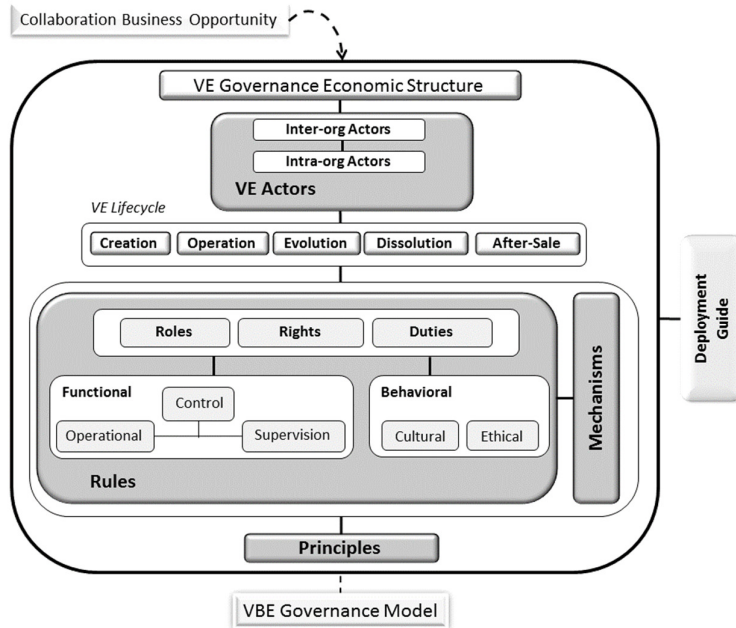 Collaboration Business Opportunity
VE Governance Economic Structure
Inter-org Actors
Intra-org Actors
VE Actors
VE Lifecycle
Creation
Operation
Evolution
Dissolution
After-Sale
Roles
Rights
Duties
Functional
Control
Operational
Supervision
Behavioral
Cultural
Ethical
Rules
Mechanisms
Principles
VBE Governance Model
Deployment
Guide